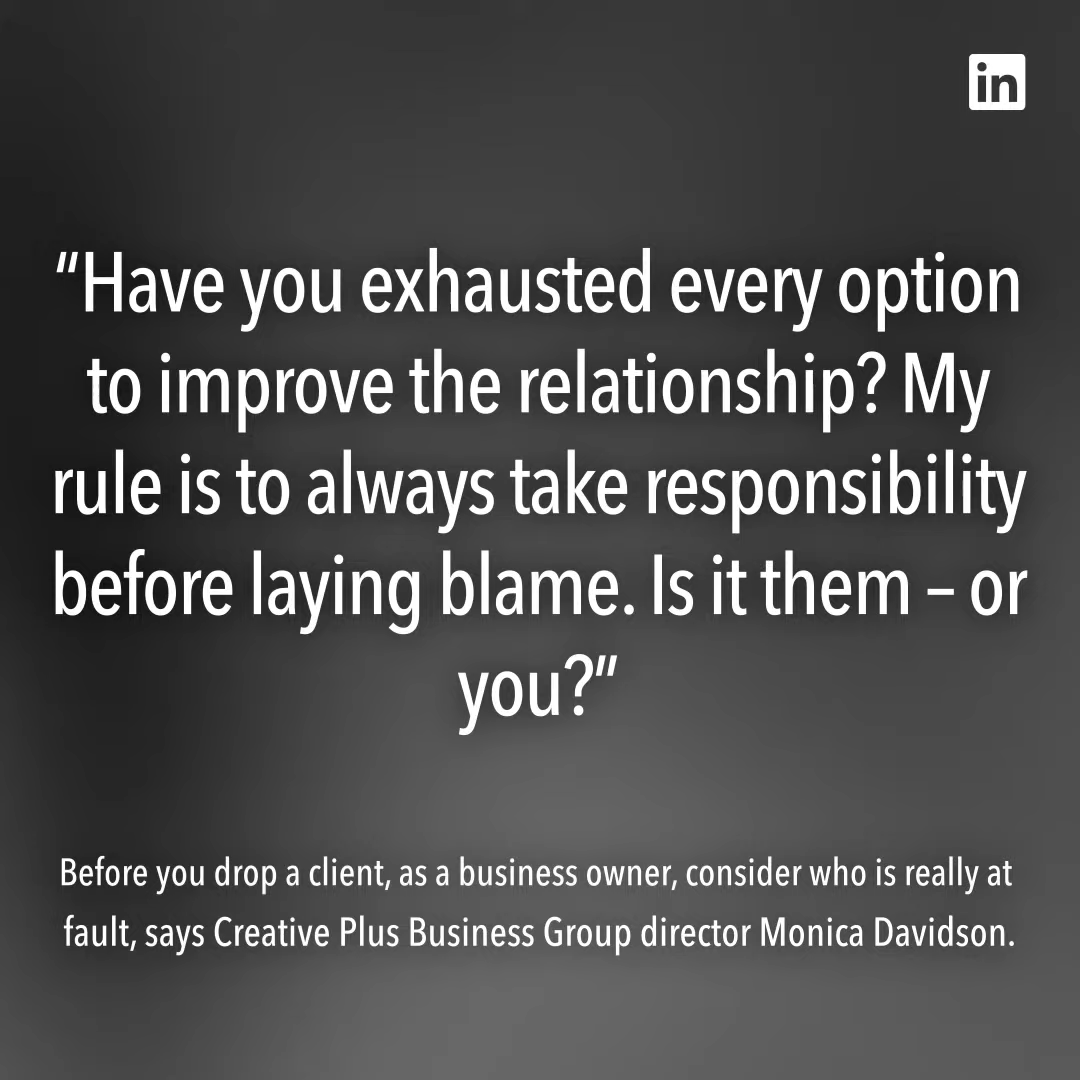 in
“Have you exhausted every option
to improve the relationship? My
rule is to always take responsibility
before laying blame. Is it them – or
you?”
Before you drop a client, as a business owner, consider who is really at
fault, says Creative Plus Business Group director Monica Davidson.